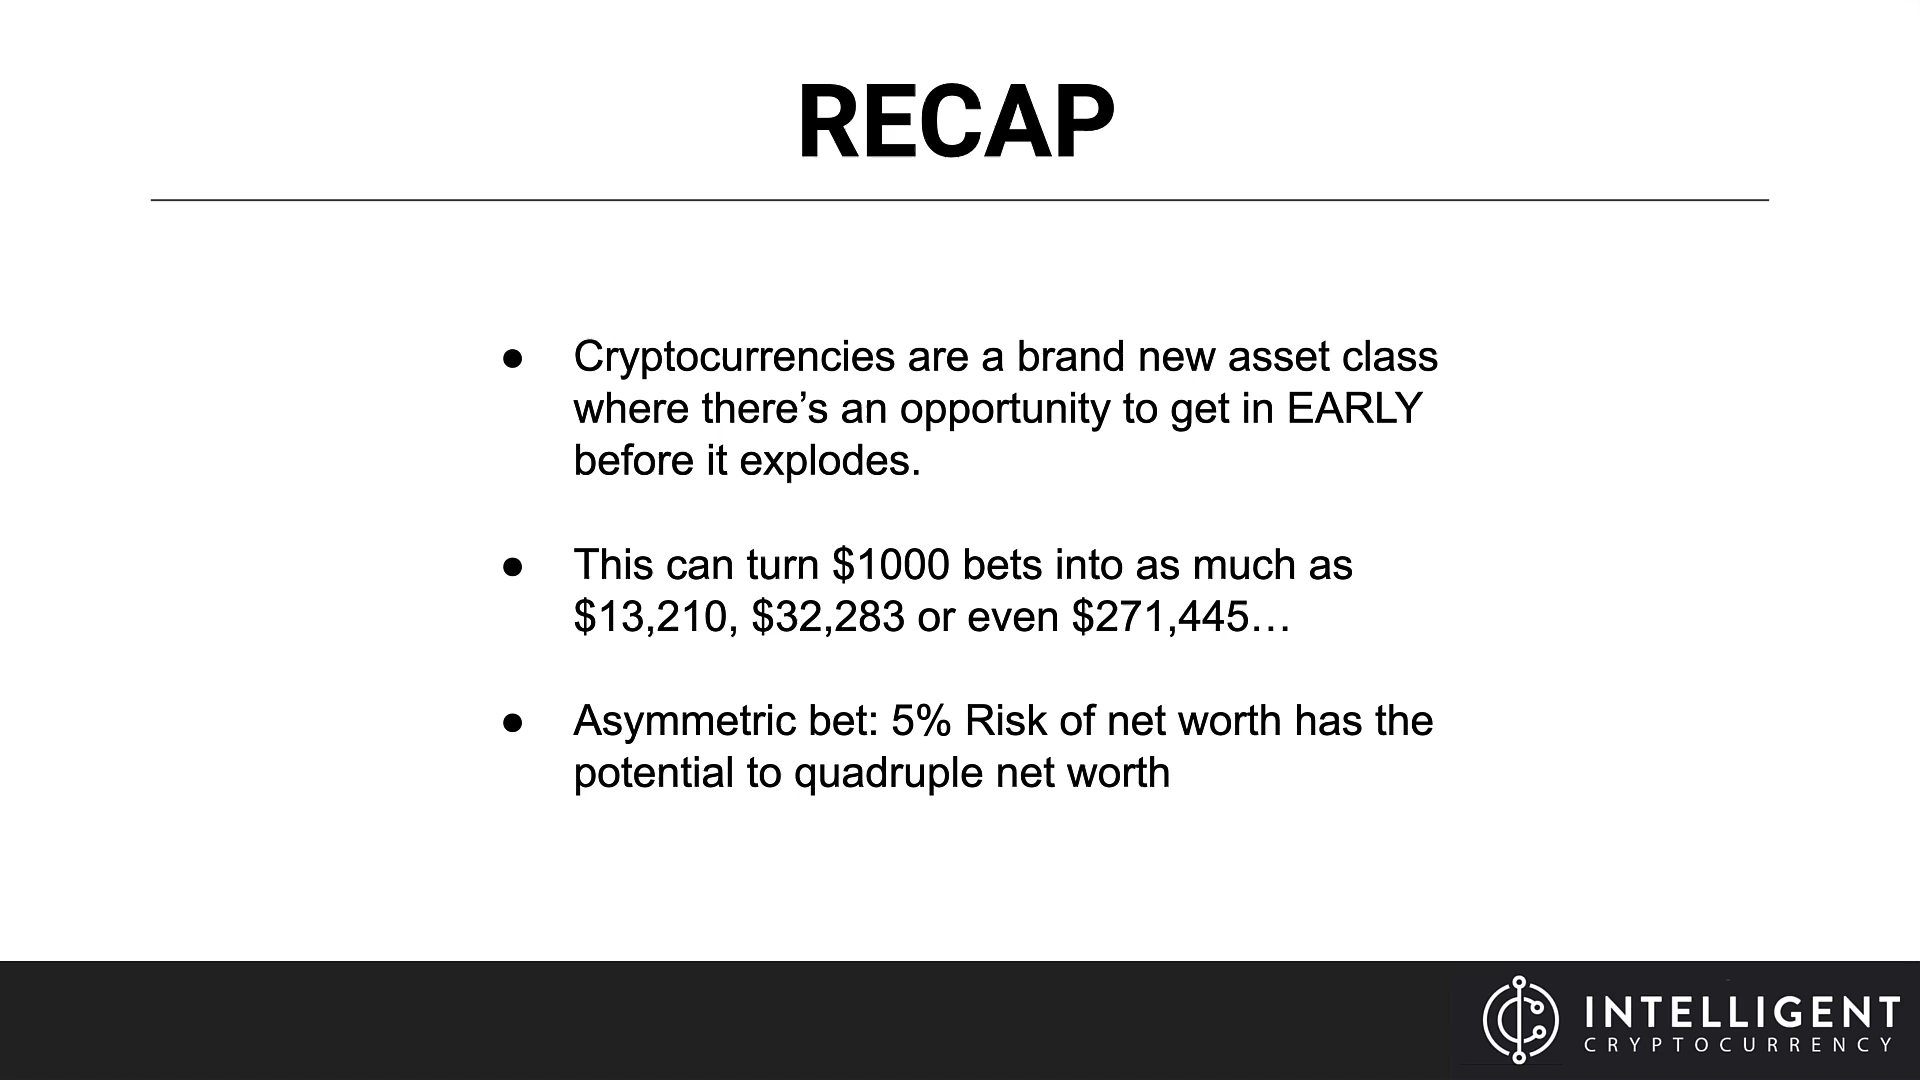 RECAP
● Cryptocurrencies are a brand new asset class
where there’s an opportunity to get in EARLY
before it explodes.
● This can turn $1000 bets into as much as
$13,210, $32,283 or even $271,445…
● Asymmetric bet: 5% Risk of net worth has the
potential to quadruple net worth
INTELLIGENT
CRYPTOCURRENCY